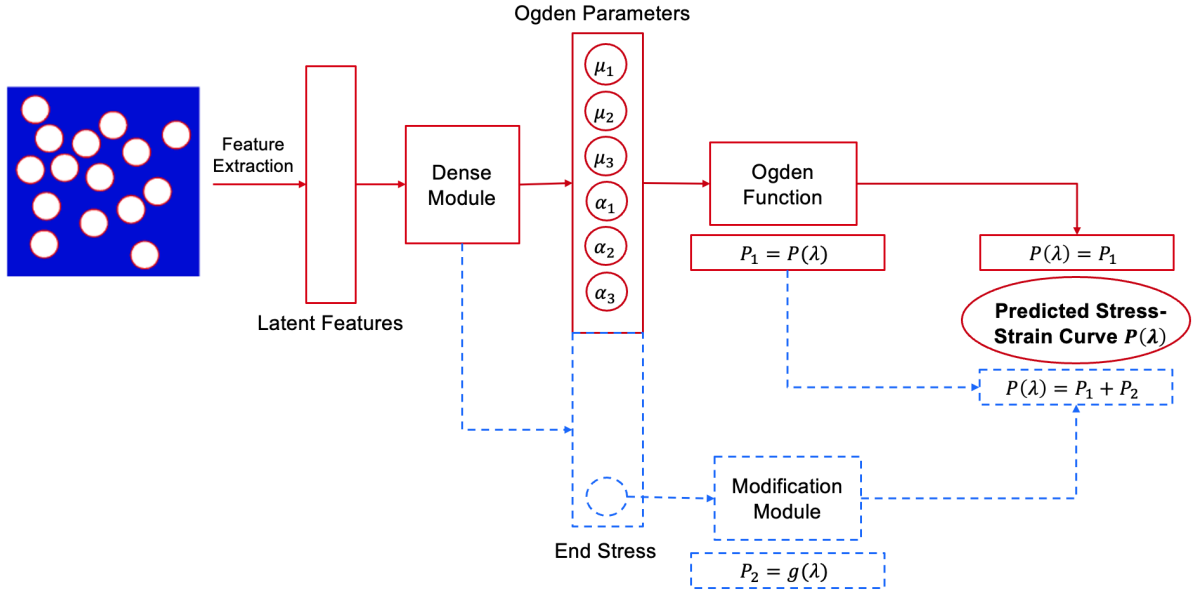 Ogden Parameters
Feature
Extraction
Latent Features
Dense
Module
μ₁
μ₂
μ₃
α₁
α₂
α₃
End Stress
Ogden
Function
P₁ = P(λ)
P(λ) = P₁
Predicted Stress-
Strain Curve P(λ)
P(λ) = P₁ + P₂
Modification
Module
P₂ = g(λ)